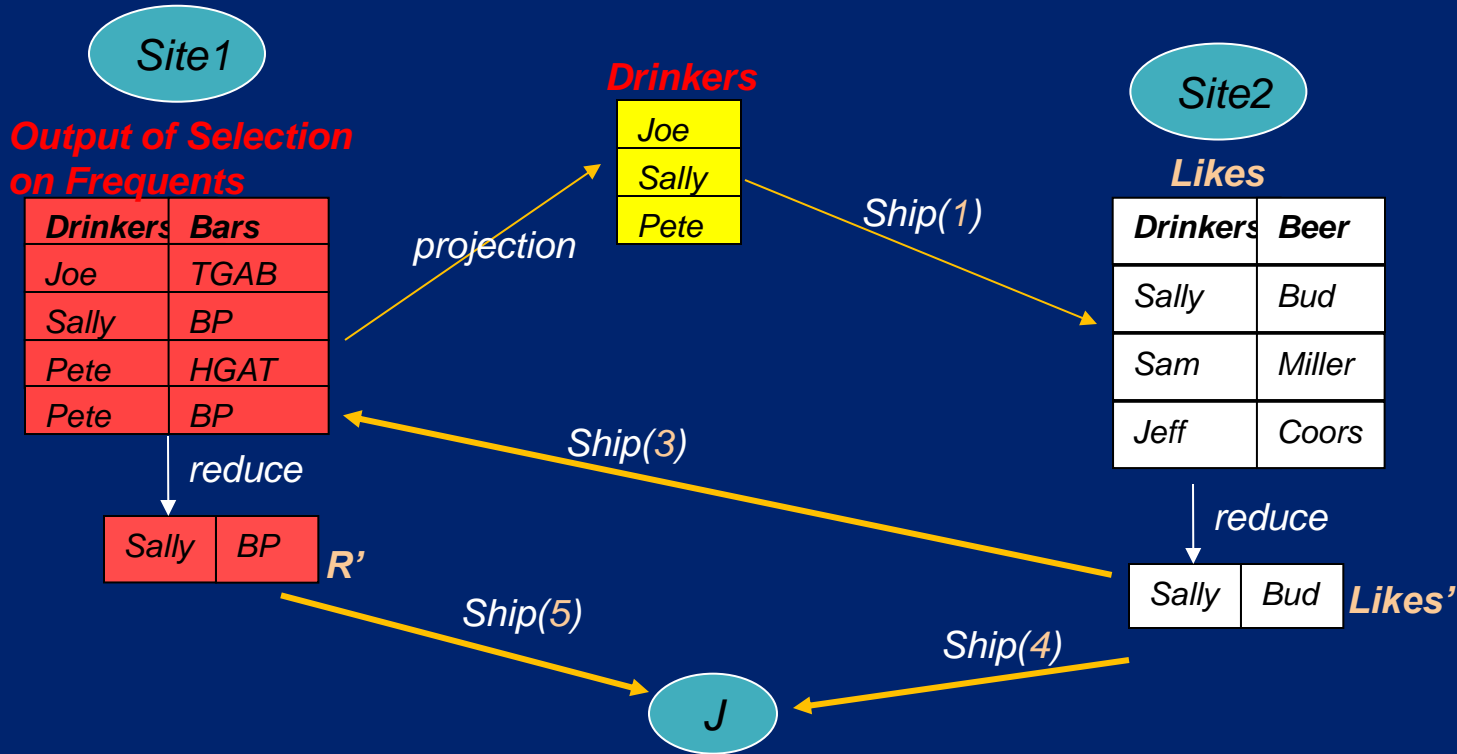 Site1
Drinkers
Site2
Output of Selection
on Frequents
Drinkers Bars
Joe TGAB
Sally BP
Pete HGAT
Pete BP
projection
Joe
Sally
Pete
Ship(1)
Likes
Drinkers Beer
Sally Bud
Sam Miller
Jeff Coors
Ship(3)
reduce
reduce
Sally BP
R’
Sally Bud
Likes’
Ship(5)
Ship(4)
J